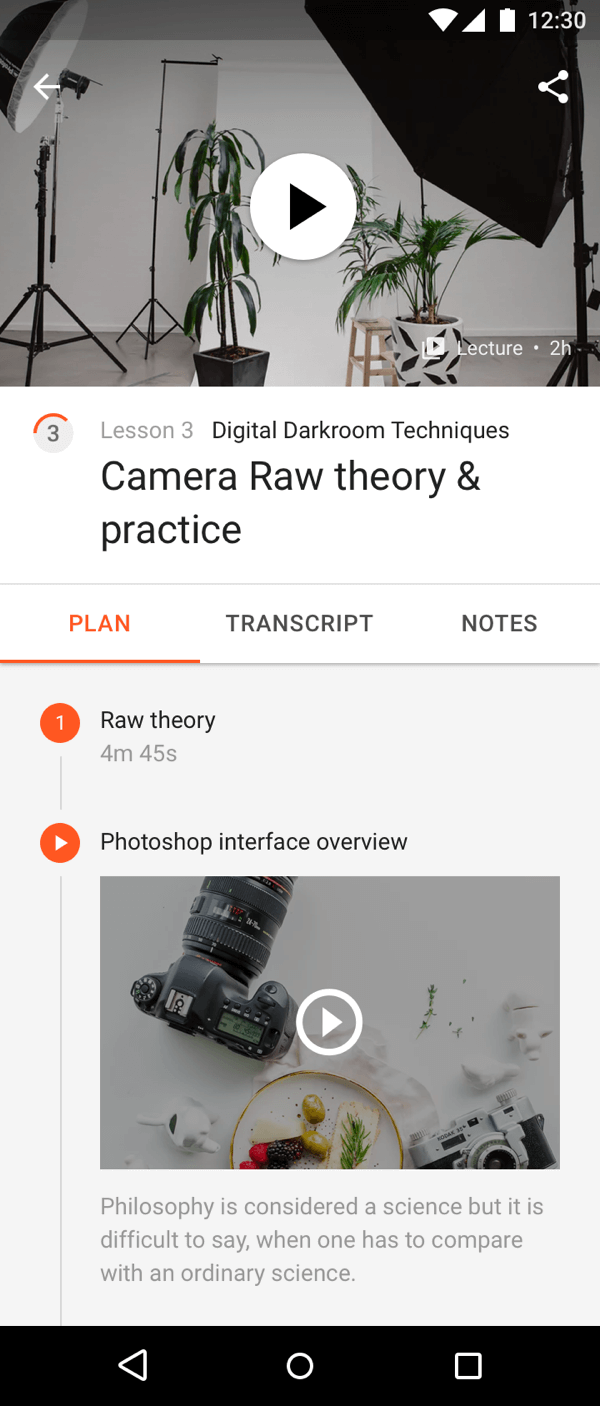 12:30
Lecture • 2h
3
Lesson 3 Digital Darkroom Techniques
Camera Raw theory &
practice
PLAN TRANSCRIPT NOTES
1 Raw theory
4m 45s
Photoshop interface overview
KODAK
Philosophy is considered a science but it is
difficult to say, when one has to compare
with an ordinary science.